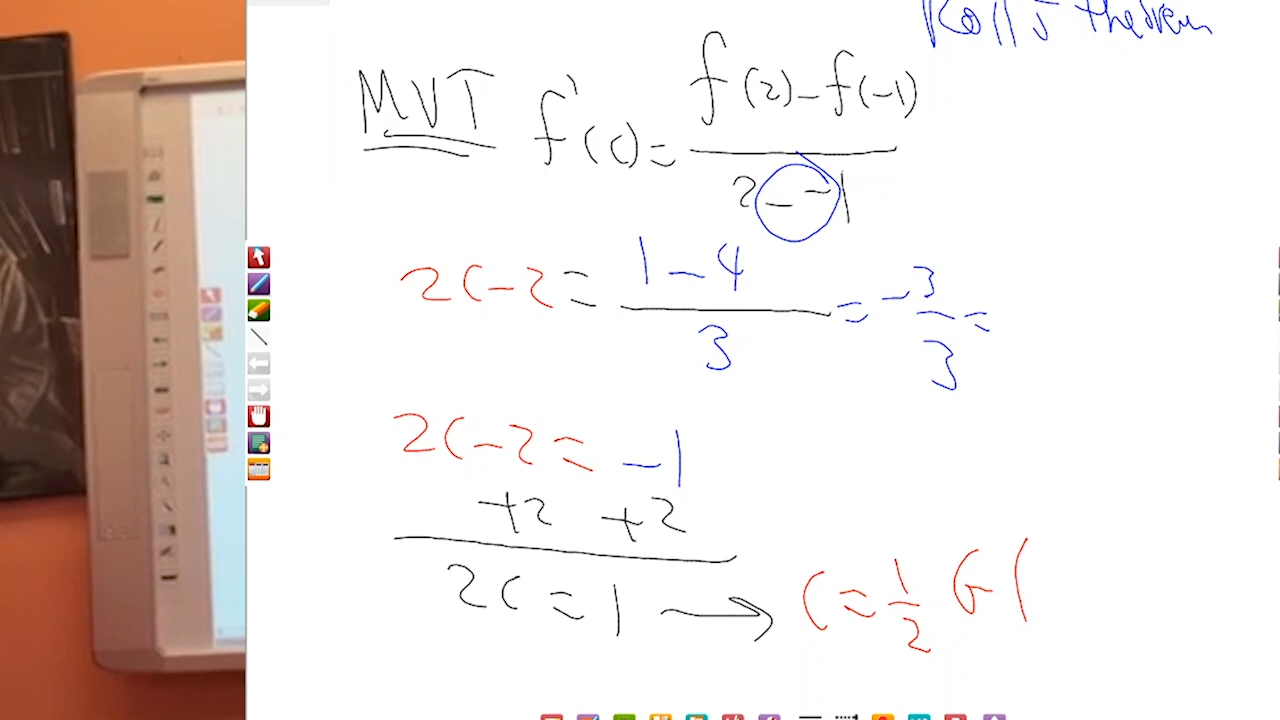 Roll's theorem
MVT f'(c) = f(2) - f(-1) / 2 - -1
2c - 2 = 1 - 4 / 3 = -3 / 3 =
2c - 2 = -1
+2 +2
2c = 1 → c = 1/2 ∈ (